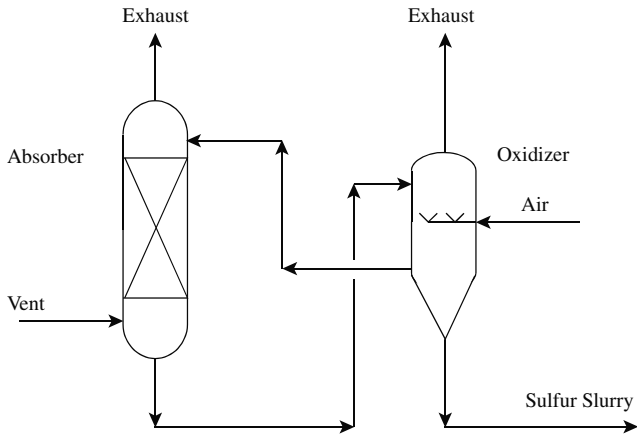 Exhaust
Exhaust
Absorber
Oxidizer
Air
Vent
Sulfur Slurry